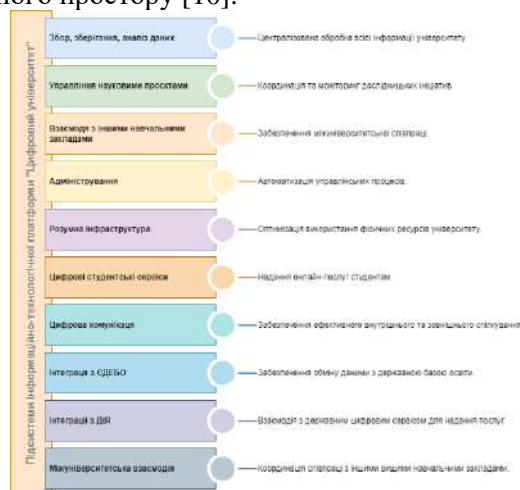 ного простору [16].
Підсистеми інформаційно-технологічної платформи "Цифровий університет"
Збор, зберігання, аналіз даних
Централізована обробка всієї інформації університету
Управління науковими проєктами
Координація та моніторинг дослідницьких ініціатив.
Взаємодія з іншими навчальними
закладами
Забезпечення міжуніверситетської співпраці.
Адміністрування
Автоматизація управлінських процесів.
Розумна інфраструктура
Оптимізація використання фізичних ресурсів університету.
Цифрові студентські сервіси
Надання онлайн-послуг студентам
Цифрова комунікація
Забезпечення ефективного внутрішнього та зовнішнього спілкування
Інтеграція з ЄДЕБО
Забезпечення обміну даними з державною базою освіти.
Інтеграції з ДІЯ
Взаємодія з державним цифровим сервісом для надання послуг
Міжуніверситетська взаємодія
Координація співпраці з іншими вищими навчальними закладами.